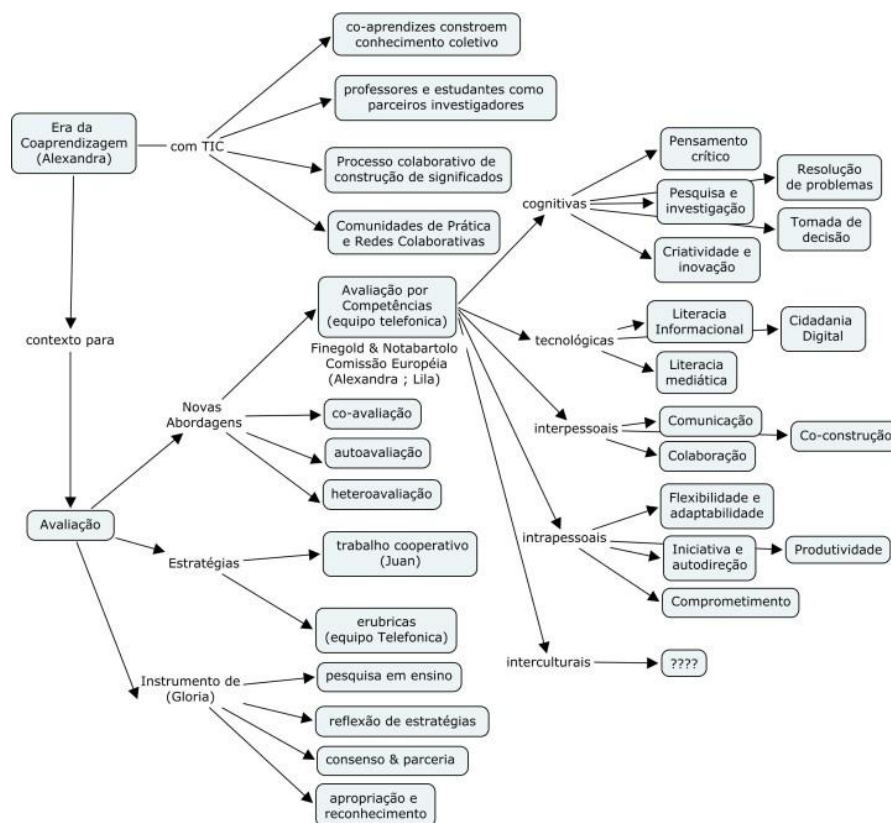 co-aprendizes constroem
conhecimento coletivo
professores e estudantes como
parceiros investigadores
Era da
Coaprendizagem
(Alexandra)
com TIC
Processo colaborativo de
construção de significados
Comunidades de Prática
e Redes Colaborativas
Pensamento
crítico
Resolução
de problemas
cognitivas
Pesquisa e
investigação
Tomada de
decisão
Criatividade e
inovação
contexto para
Avaliação por
Competências
(equipo telefonica)
Finegold & Notabartolo
Comissão Européia
(Alexandra ; Lila)
tecnológicas
Literacia
Informacional
Cidadania
Digital
Literacia
mediática
Novas
Abordagens
co-avaliação
autoavaliação
heteroavaliação
interpessoais
Comunicação
Co-construção
Colaboração
Avaliação
intrapessoais
Flexibilidade e
adaptabilidade
Iniciativa e
autodireção
Produtividade
Comprometimento
Estratégias
trabalho cooperativo
(Juan)
erubricas
(equipo Telefonica)
interculturais
????
Instrumento de
(Gloria)
pesquisa em ensino
reflexão de estratégias
consenso & parceria
apropriação e
reconhecimento